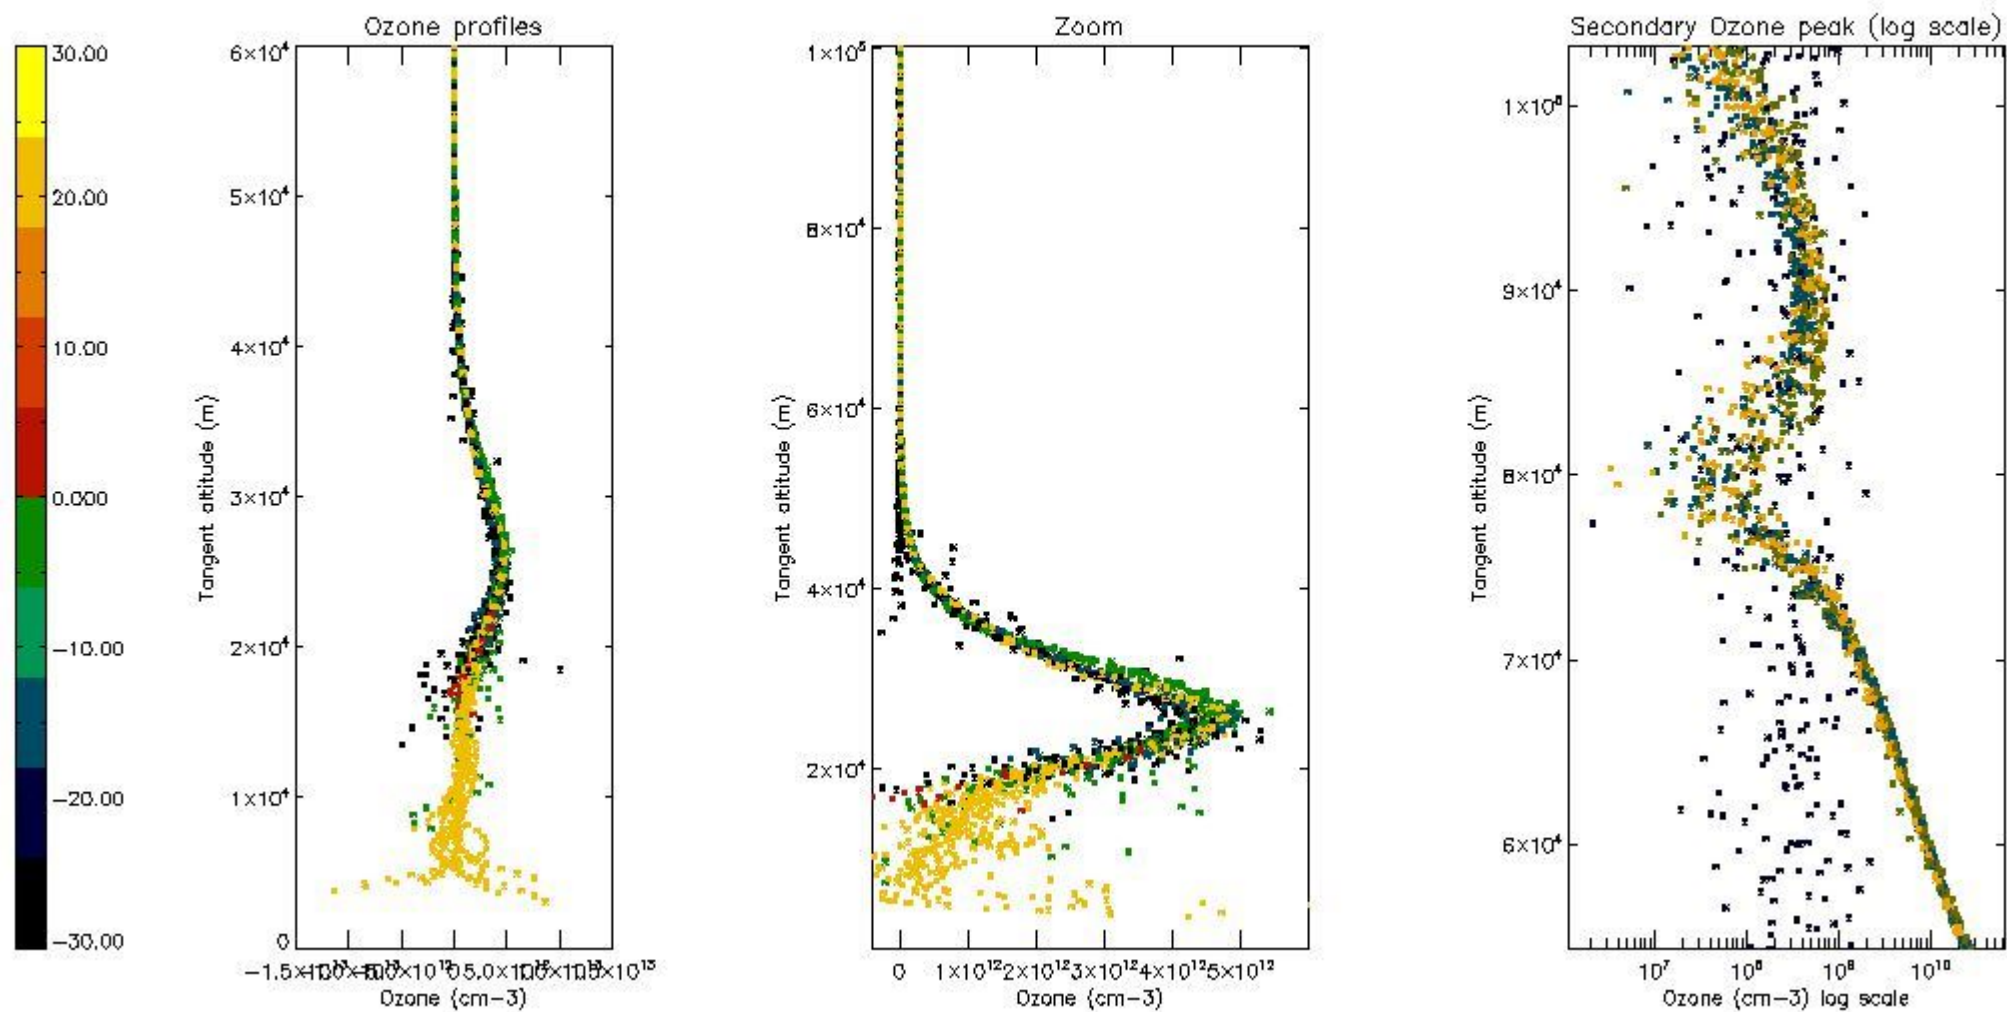 Ozone profiles
Zoom
Secondary Ozone peak (log scale)
30.00
20.00
10.00
0.000
−10.00
−20.00
−30.00
6×10⁴
5×10⁴
4×10⁴
3×10⁴
2×10⁴
1×10⁴
0
Tangent altitude (m)
Ozone (cm−3)
1×10⁵
8×10⁴
6×10⁴
4×10⁴
2×10⁴
Tangent altitude (m)
0 1×10¹² 2×10¹² 3×10¹² 4×10¹² 5×10¹²
Ozone (cm−3)
9×10⁴
8×10⁴
7×10⁴
6×10⁴
Tangent altitude (m)
10⁷ 10⁸ 10⁹ 10¹⁰
Ozone (cm−3) log scale